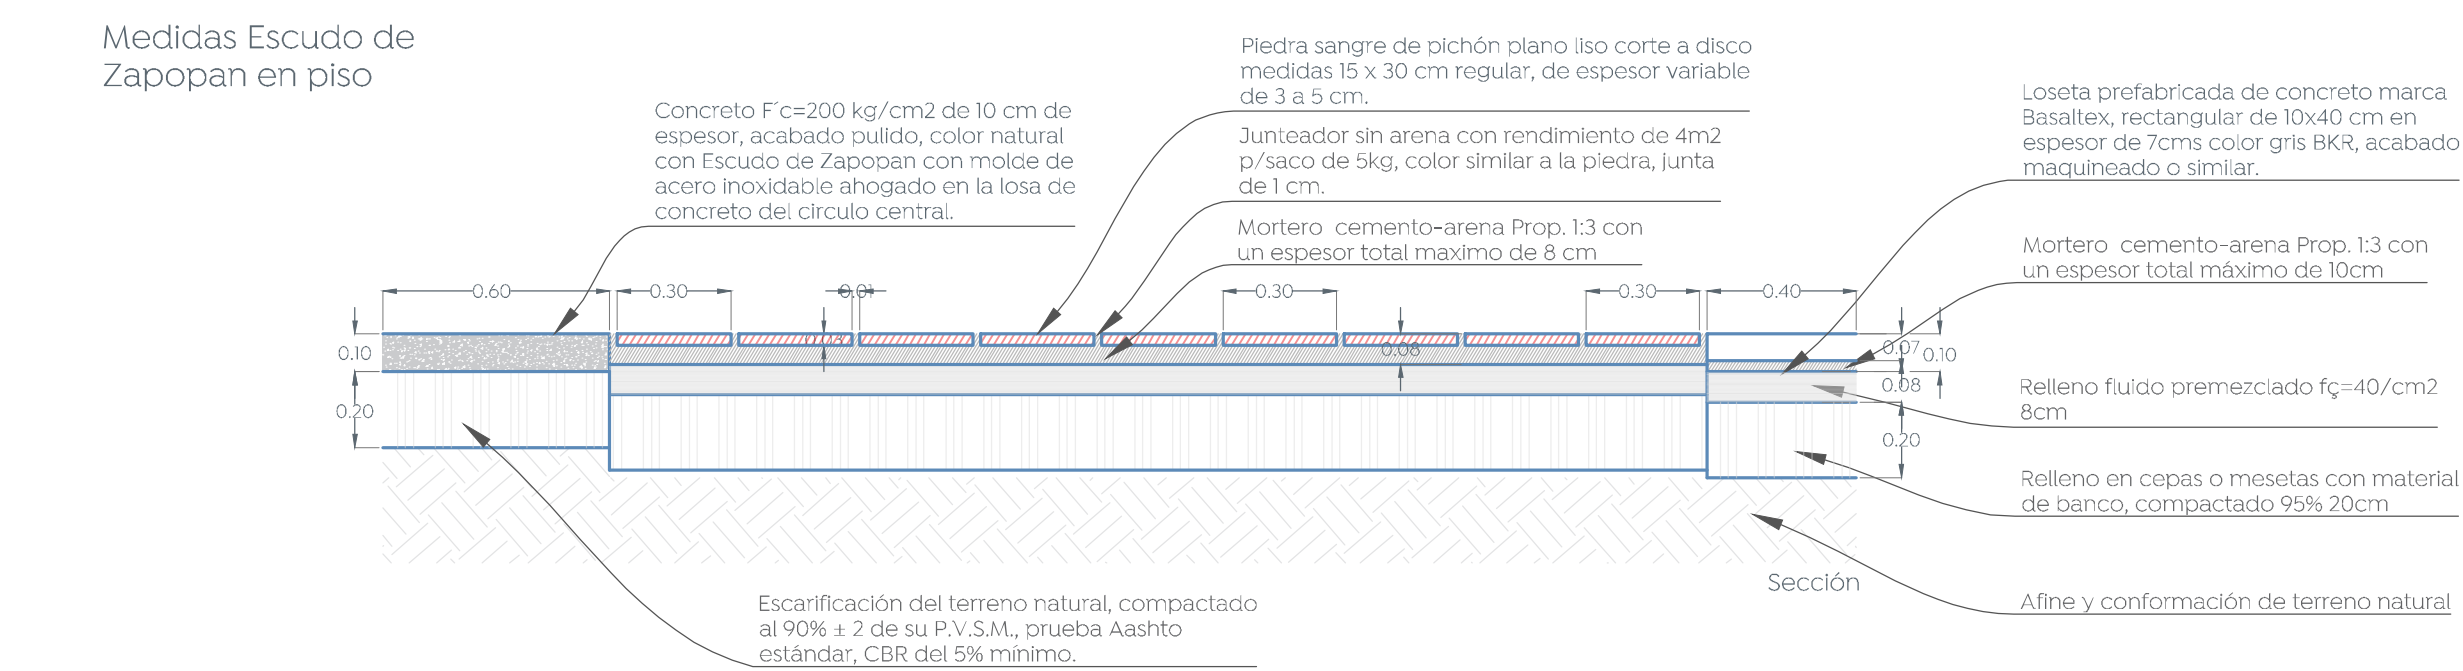 Medidas Escudo de
Zapopan en piso
Concreto F´c=200 kg/cm2 de 10 cm de
espesor, acabado pulido, color natural
con Escudo de Zapopan con molde de
acero inoxidable ahogado en la losa de
concreto del circulo central.
Piedra sangre de pichón plano liso corte a disco
medidas 15 x 30 cm regular, de espesor variable
de 3 a 5 cm.
Junteador sin arena con rendimiento de 4m2
p/saco de 5kg, color similar a la piedra, junta
de 1 cm.
Mortero  cemento-arena Prop. 1:3 con
un espesor total maximo de 8 cm
Loseta prefabricada de concreto marca
Basaltex, rectangular de 10x40 cm en
espesor de 7cms color gris BKR, acabado
maquineado o similar.
Mortero  cemento-arena Prop. 1:3 con
un espesor total máximo de 10cm
0.60
0.30
0.01
0.30
0.30
0.40
0.10
0.03
0.08
0.07
0.10
0.08
0.20
0.20
Relleno fluido premezclado fç=40/cm2
8cm
Relleno en cepas o mesetas con material
de banco, compactado 95% 20cm
Sección
Afine y conformación de terreno natural
Escarificación del terreno natural, compactado
al 90% ± 2 de su P.V.S.M., prueba Aashto
estándar, CBR del 5% mínimo.